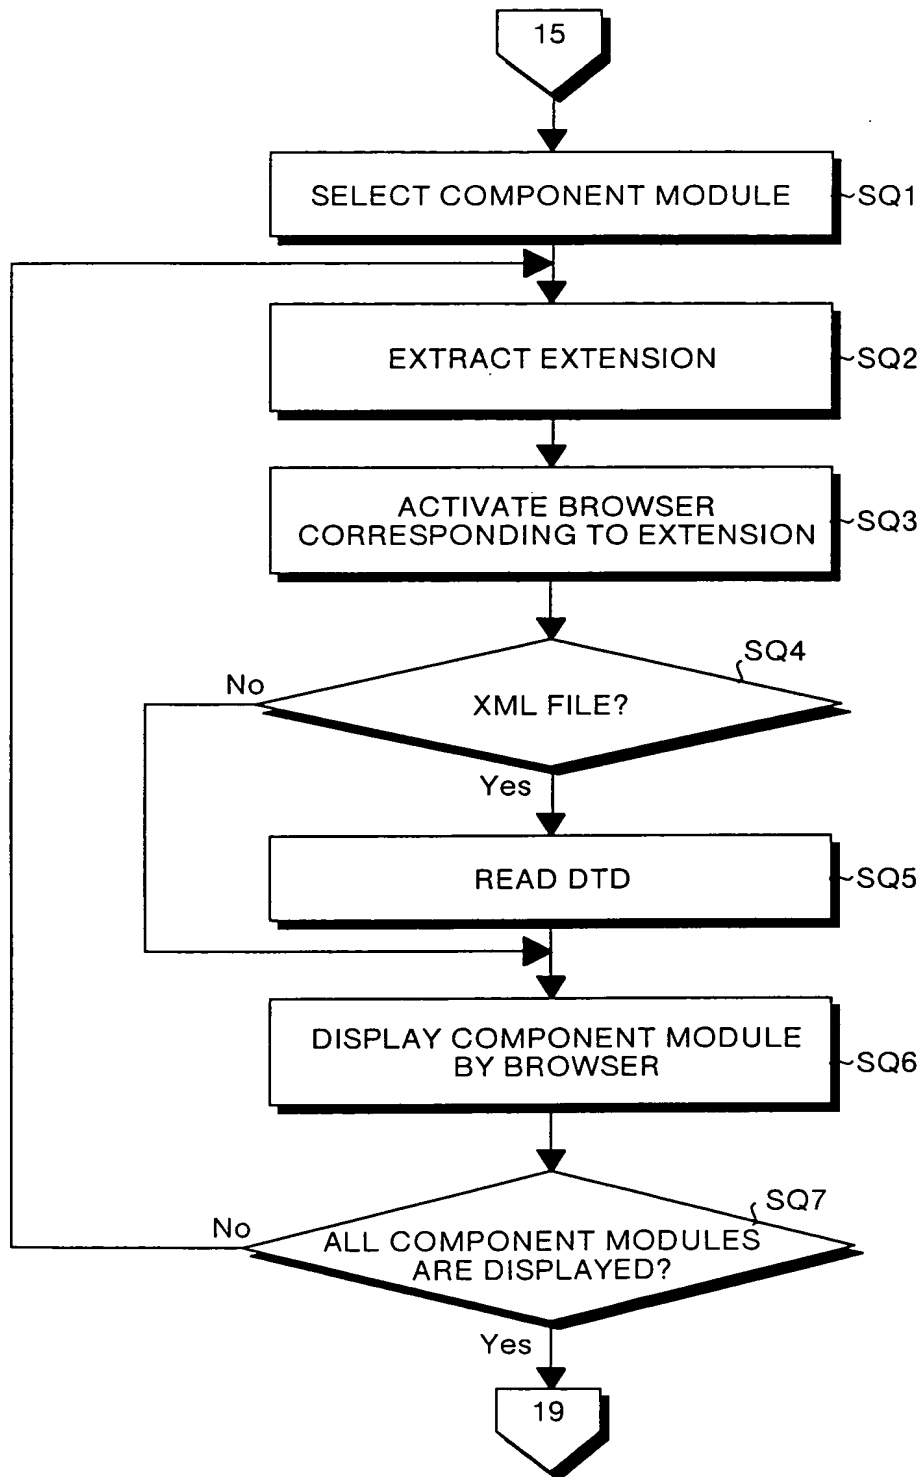 15
SELECT COMPONENT MODULE
SQ1
EXTRACT EXTENSION
SQ2
ACTIVATE BROWSER
CORRESPONDING TO EXTENSION
SQ3
SQ4
No
XML FILE?
Yes
READ DTD
SQ5
DISPLAY COMPONENT MODULE
BY BROWSER
SQ6
SQ7
No
ALL COMPONENT MODULES
ARE DISPLAYED?
Yes
19